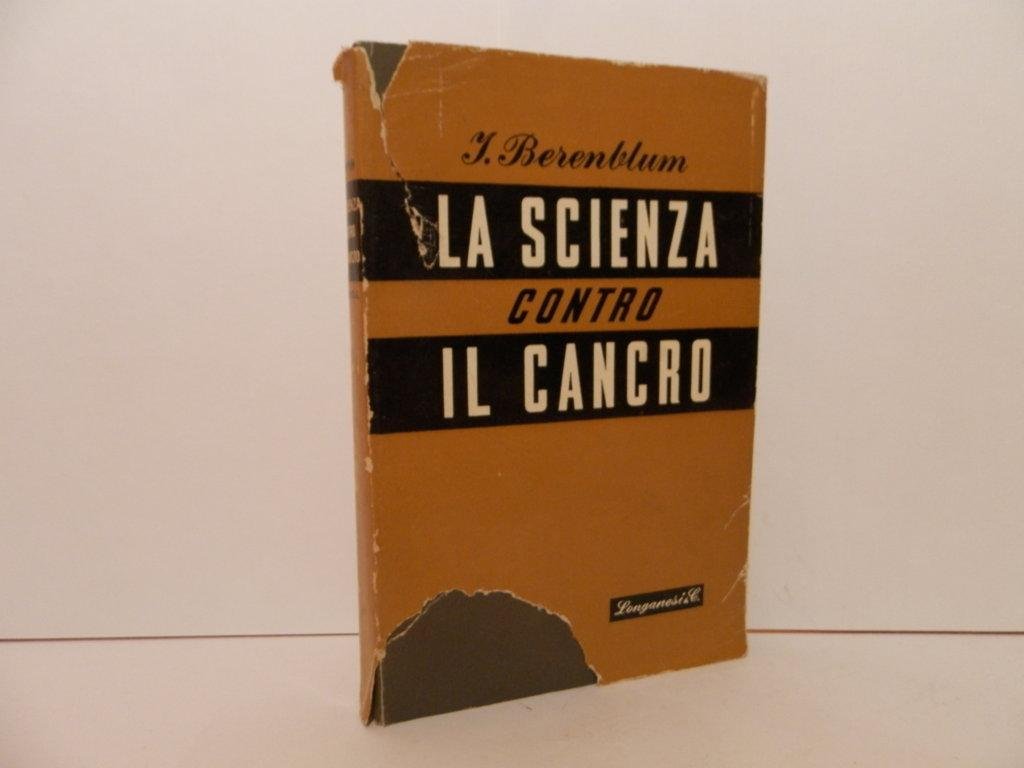 J. Berenblum
LA SCIENZA
CONTRO
IL CANCRO
Longanesi & C.